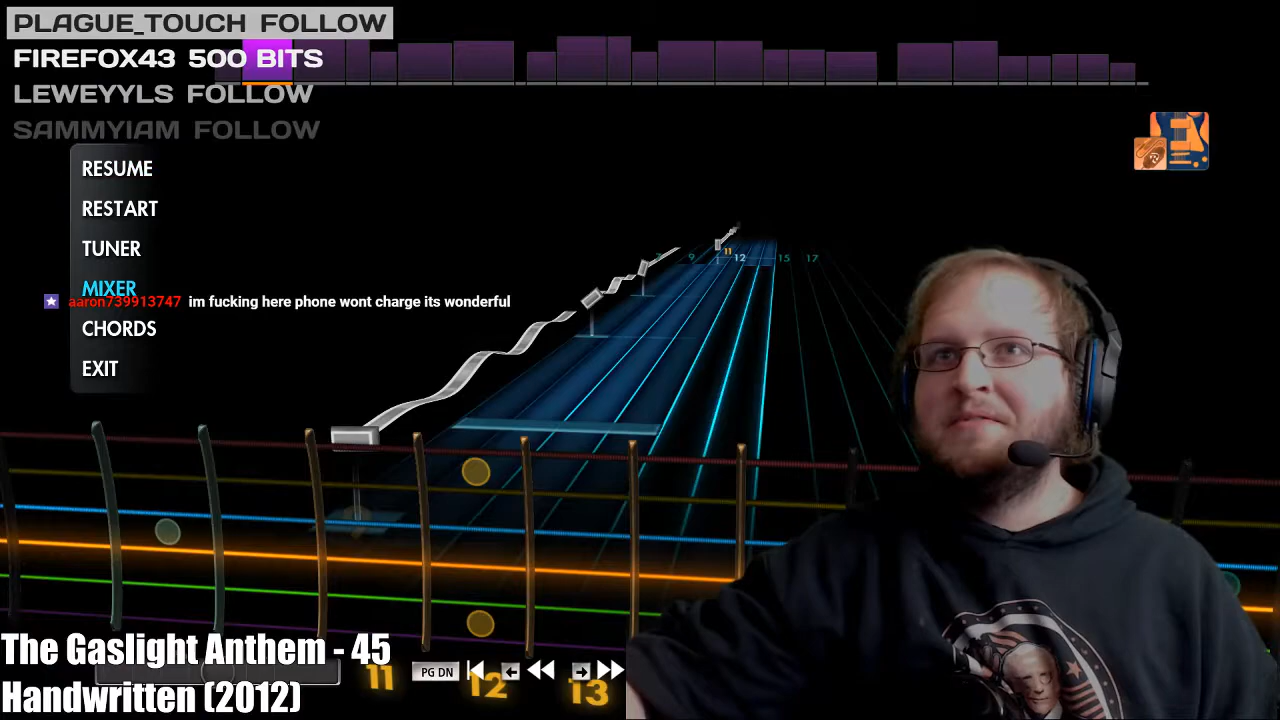 PLAGUE_TOUCH FOLLOW
FIREFOX43 500 BITS
LEWEYYLS FOLLOW
SAMMYIAM FOLLOW
RESUME
RESTART
TUNER
MIXER
aaron739913747 im fucking here phone wont charge its wonderful
CHORDS
EXIT
9 11 12 15 17
The Gaslight Anthem - 45
Handwritten (2012)
11 PG DN 12 13